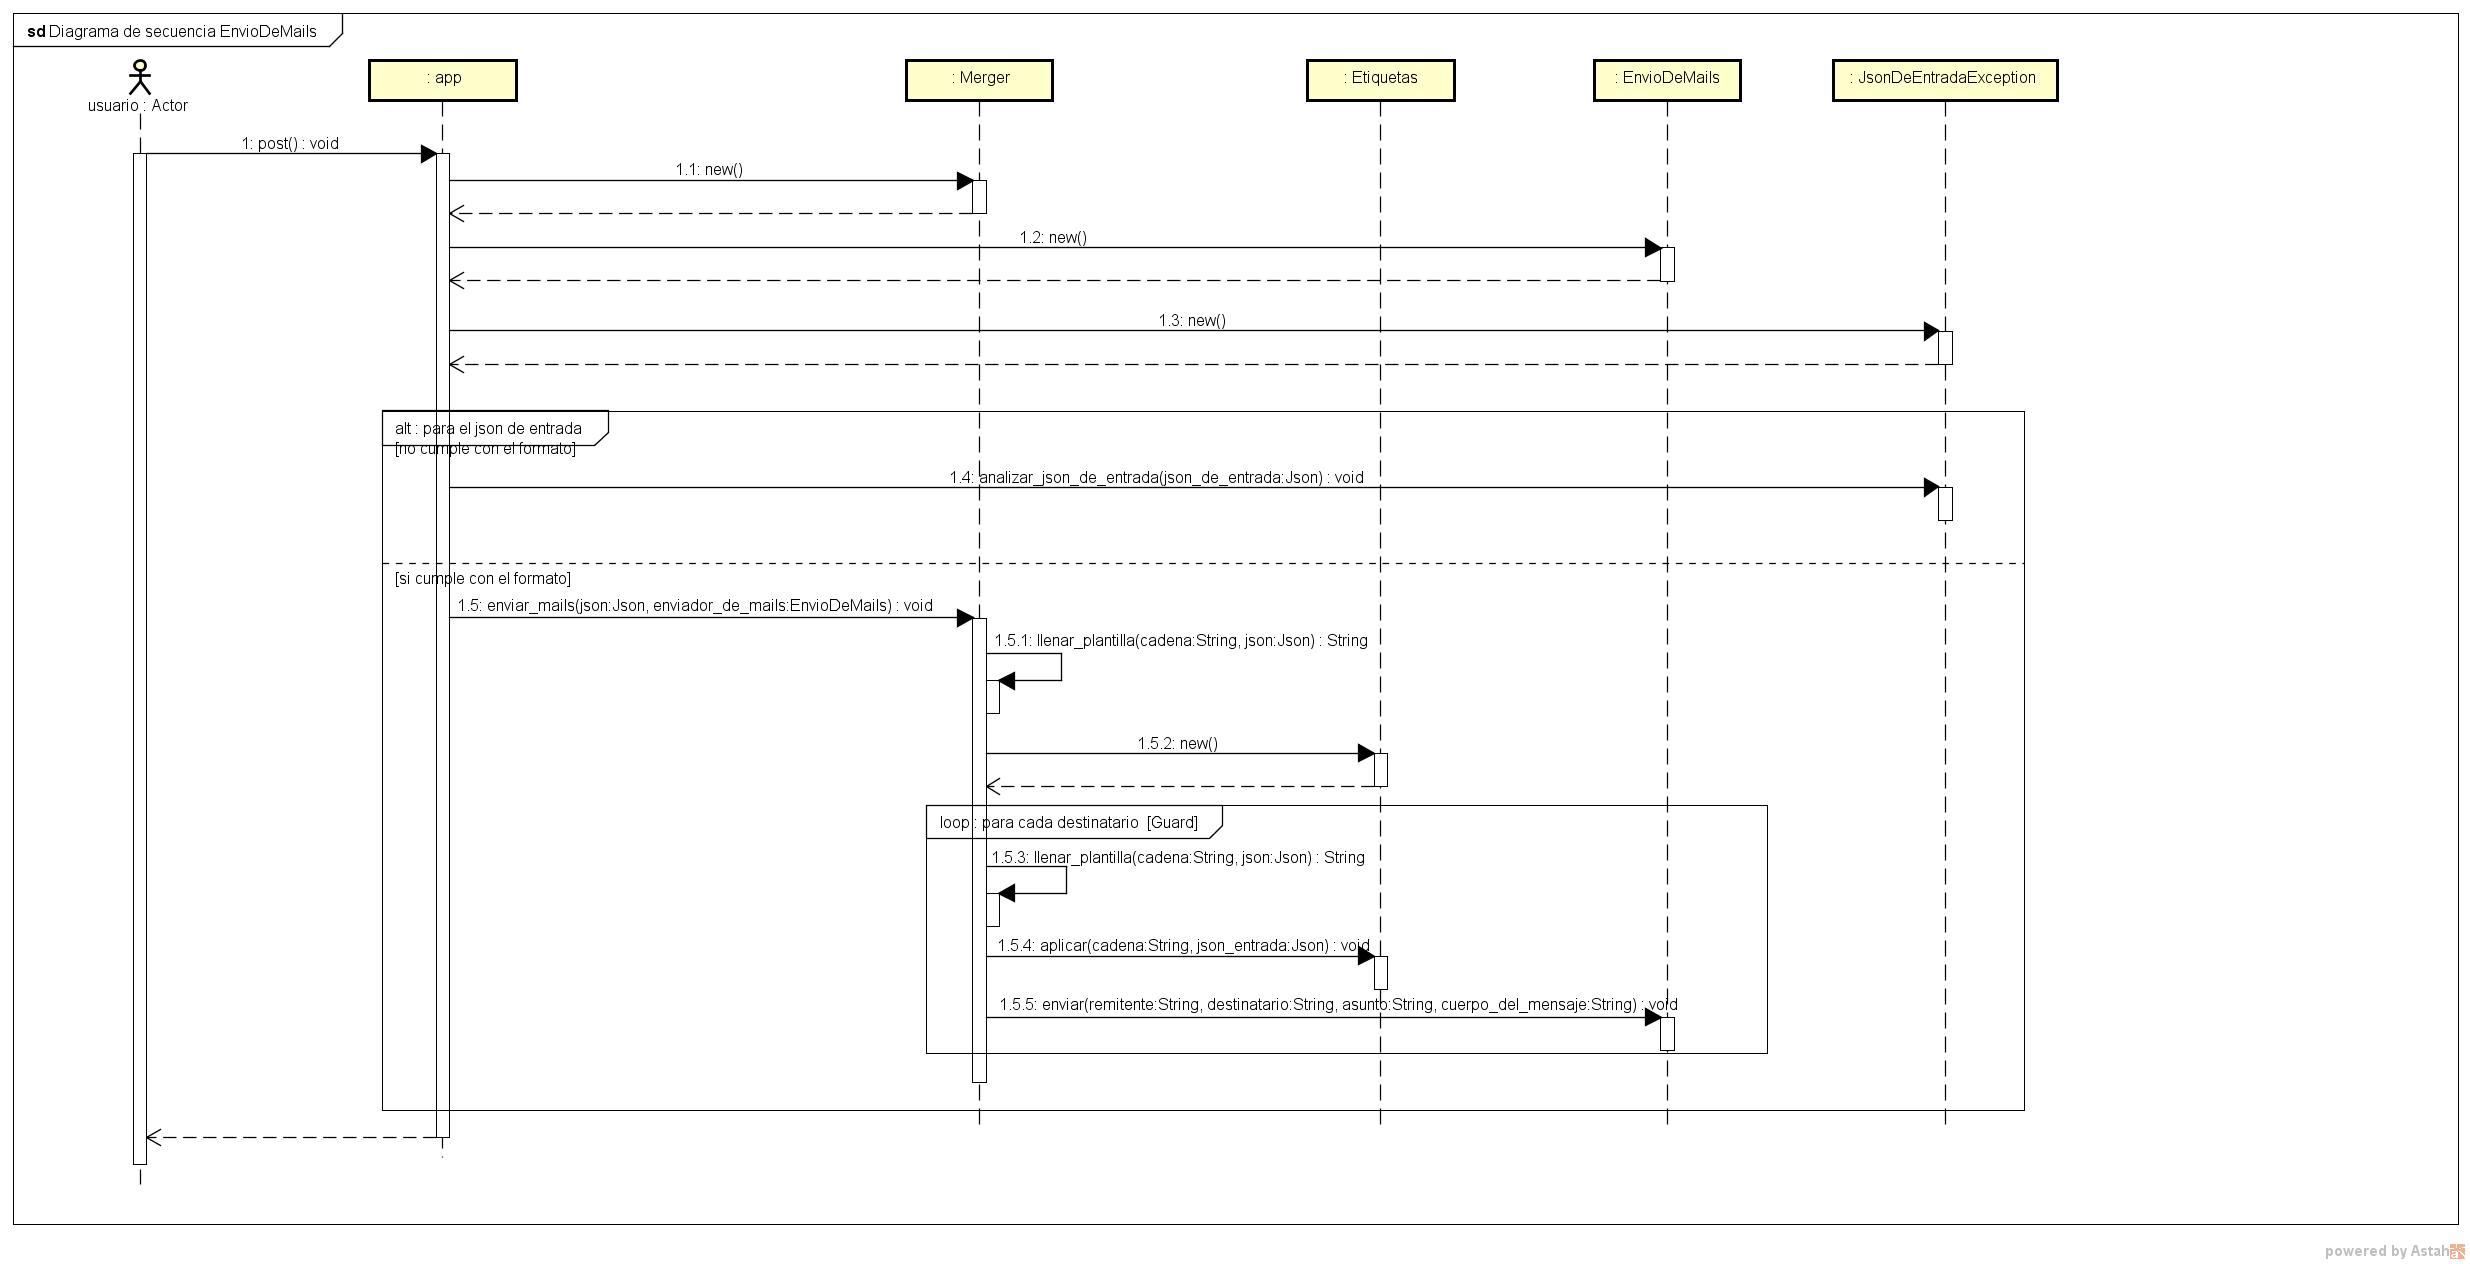 sd Diagrama de secuencia EnvioDeMails
usuario : Actor
: app
: Merger
: Etiquetas
: EnvioDeMails
: JsonDeEntradaException
1: post() : void
1.1: new()
1.2: new()
1.3: new()
alt : para el json de entrada
[no cumple con el formato]
1.4: analizar_json_de_entrada(json_de_entrada:Json) : void
[si cumple con el formato]
1.5: enviar_mails(json:Json, enviador_de_mails:EnvioDeMails) : void
1.5.1: llenar_plantilla(cadena:String, json:Json) : String
1.5.2: new()
loop : para cada destinatario [Guard]
1.5.3: llenar_plantilla(cadena:String, json:Json) : String
1.5.4: aplicar(cadena:String, json_entrada:Json) : void
1.5.5: enviar(remitente:String, destinatario:String, asunto:String, cuerpo_del_mensaje:String) : void
powered by Astah